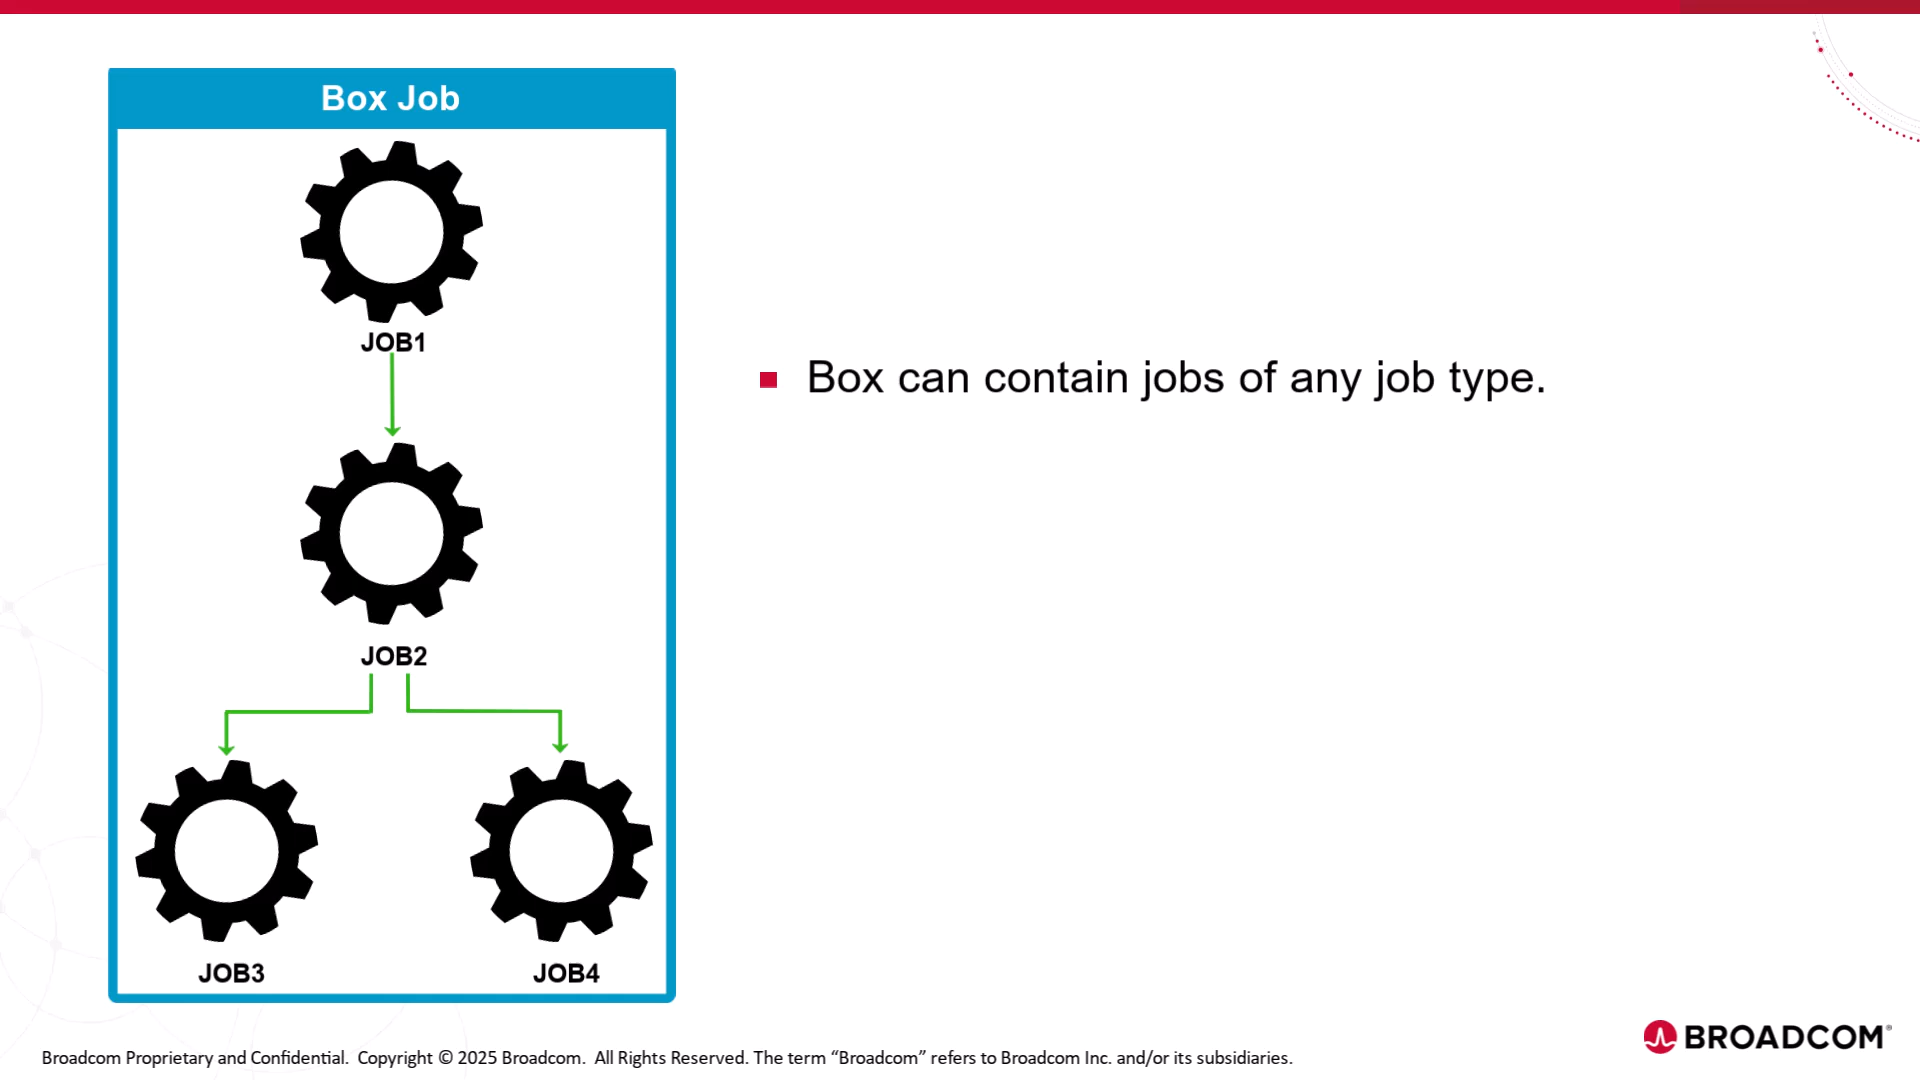 Box Job
JOB1
JOB2
JOB3
JOB4
Box can contain jobs of any job type.
BROADCOM®
Broadcom Proprietary and Confidential.  Copyright © 2025 Broadcom.  All Rights Reserved. The term “Broadcom” refers to Broadcom Inc. and/or its subsidiaries.